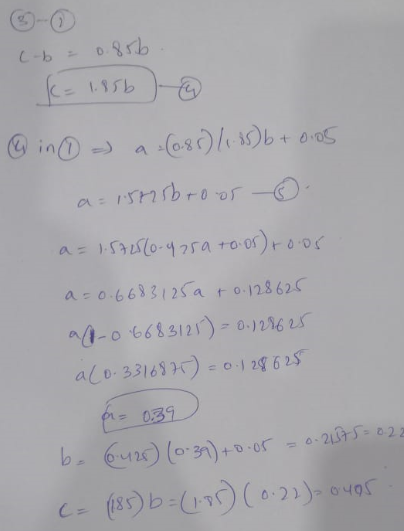 ③-①
c-b = 0.85b.
c = 1.85b —④
④ in ① ⇒ a = (0.85)(1.85)b + 0.05
a = 1.5725b + 0.05 —⑤.
a = 1.5725(0.425a + 0.05) + 0.05
a = 0.6683125a + 0.128625
a(1-0.6683125) = 0.128625
a(0.3316875) = 0.128625
a = 0.39
b = (0.425)(0.39) + 0.05 = 0.21575 = 0.22
c = (1.85)b = (1.85)(0.22) = 0.405